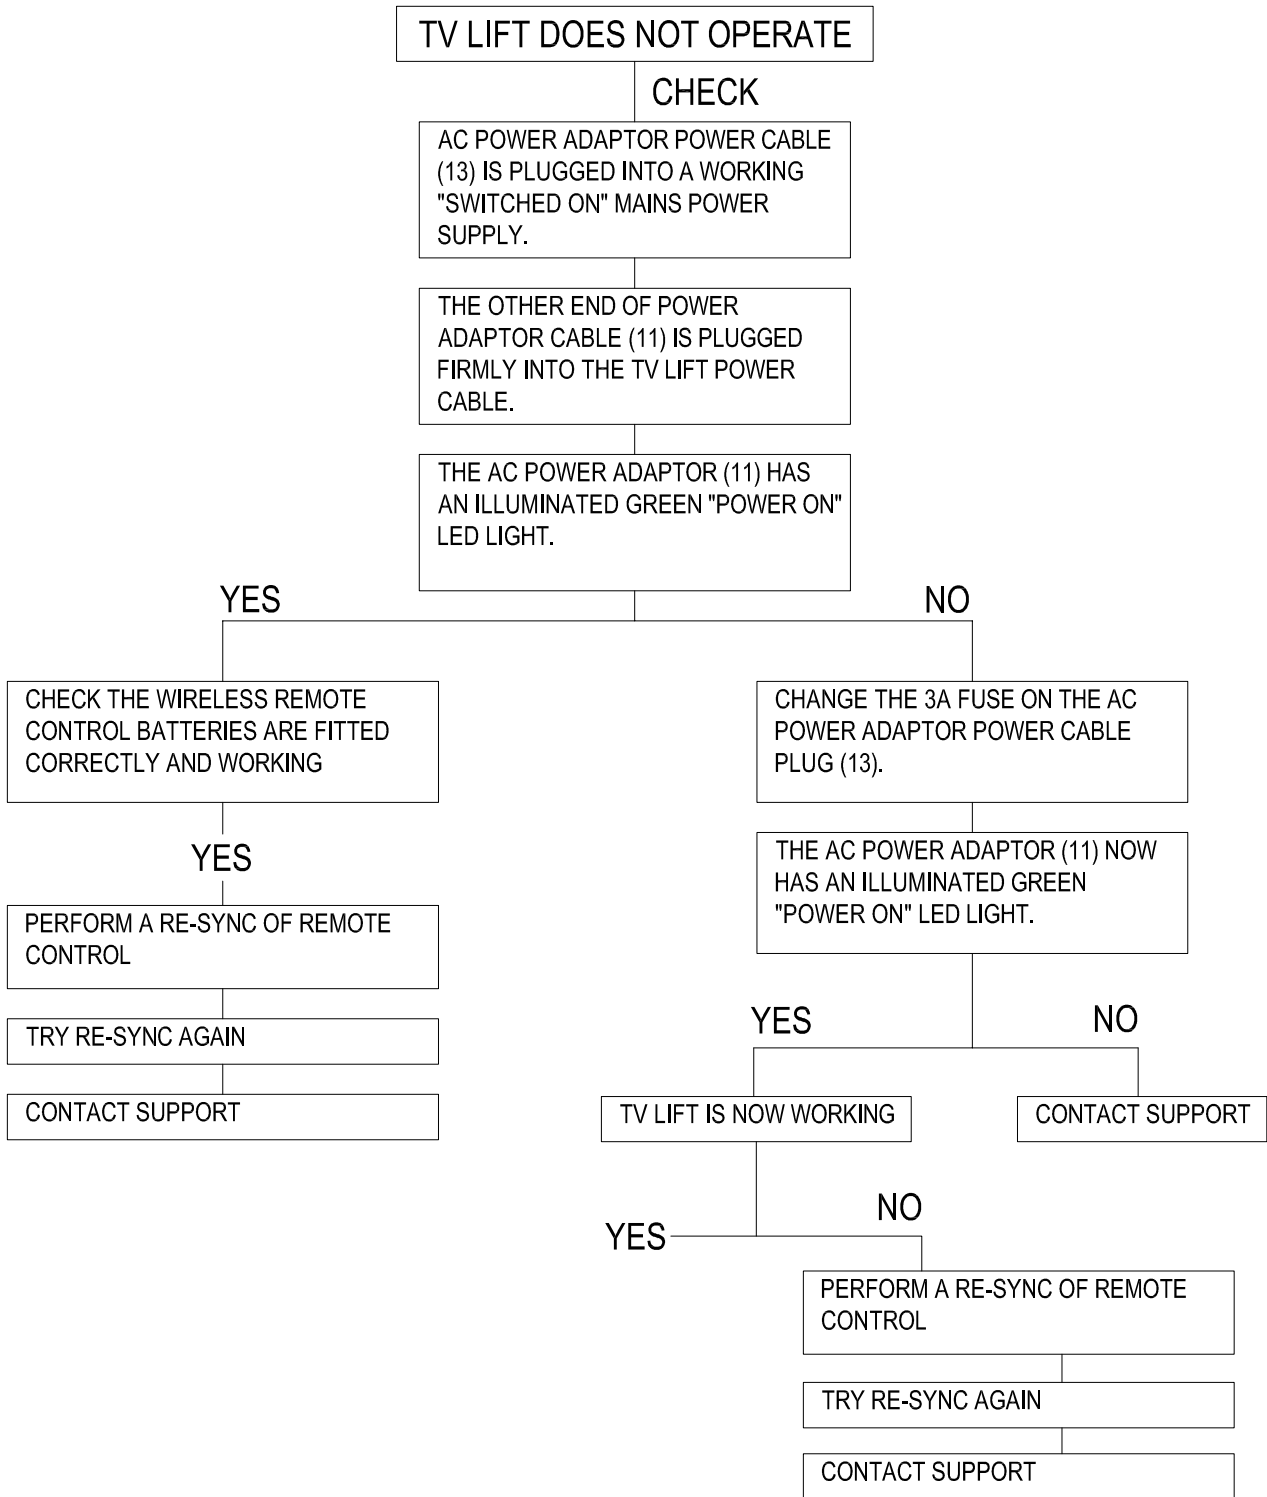 TV LIFT DOES NOT OPERATE
CHECK
AC POWER ADAPTOR POWER CABLE
(13) IS PLUGGED INTO A WORKING
"SWITCHED ON" MAINS POWER
SUPPLY.
THE OTHER END OF POWER
ADAPTOR CABLE (11) IS PLUGGED
FIRMLY INTO THE TV LIFT POWER
CABLE.
THE AC POWER ADAPTOR (11) HAS
AN ILLUMINATED GREEN "POWER ON"
LED LIGHT.
YES
CHECK THE WIRELESS REMOTE
CONTROL BATTERIES ARE FITTED
CORRECTLY AND WORKING
YES
PERFORM A RE-SYNC OF REMOTE
CONTROL
TRY RE-SYNC AGAIN
CONTACT SUPPORT
NO
CHANGE THE 3A FUSE ON THE AC
POWER ADAPTOR POWER CABLE
PLUG (13).
THE AC POWER ADAPTOR (11) NOW
HAS AN ILLUMINATED GREEN
"POWER ON" LED LIGHT.
YES
NO
TV LIFT IS NOW WORKING
CONTACT SUPPORT
YES
NO
PERFORM A RE-SYNC OF REMOTE
CONTROL
TRY RE-SYNC AGAIN
CONTACT SUPPORT